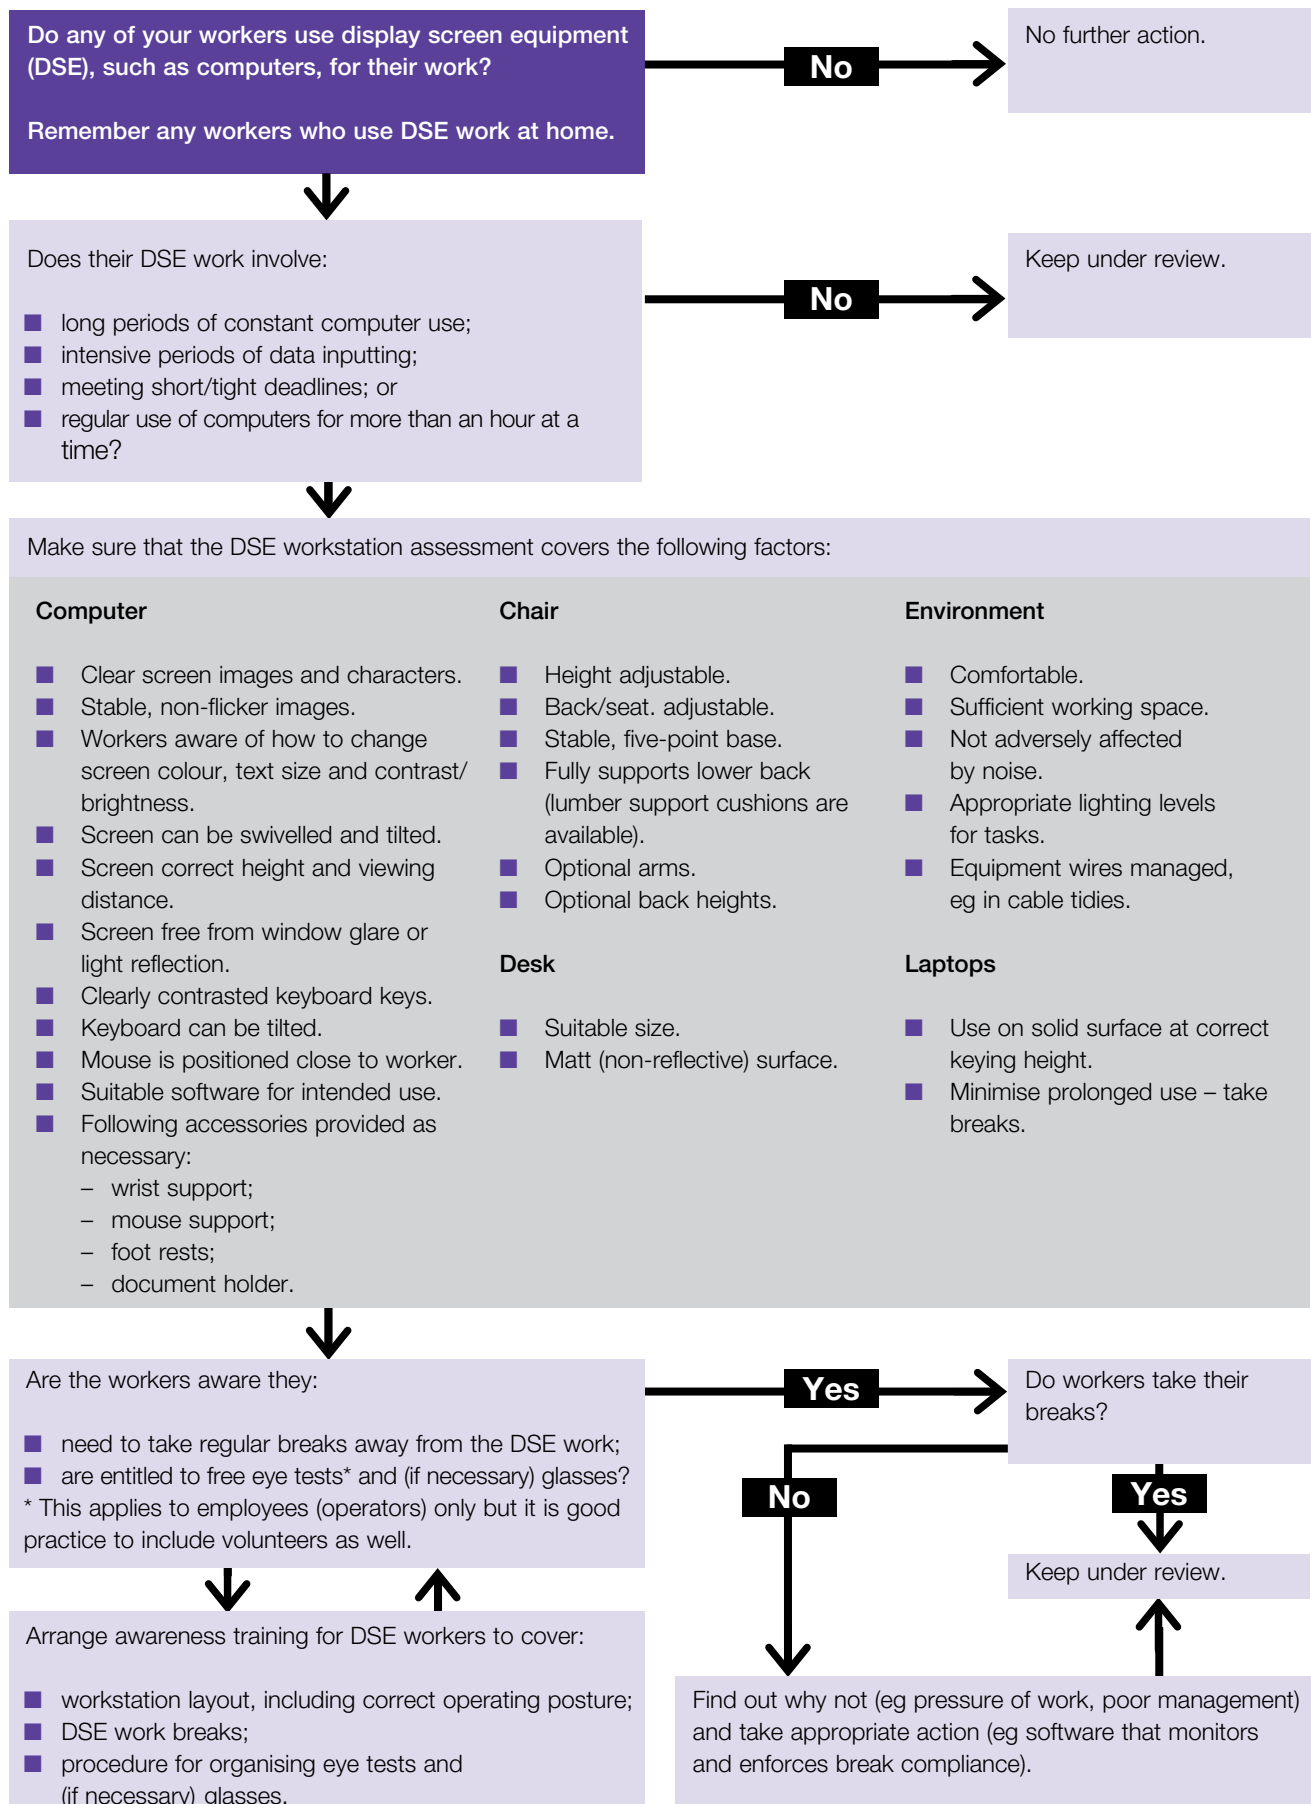 Do any of your workers use display screen equipment
(DSE), such as computers, for their work?
Remember any workers who use DSE work at home.
No
No further action.
Does their DSE work involve:
■ long periods of constant computer use;
■ intensive periods of data inputting;
■ meeting short/tight deadlines; or
■ regular use of computers for more than an hour at a
time?
No
Keep under review.
Make sure that the DSE workstation assessment covers the following factors:
Computer
■ Clear screen images and characters.
■ Stable, non-flicker images.
■ Workers aware of how to change
screen colour, text size and contrast/
brightness.
■ Screen can be swivelled and tilted.
■ Screen correct height and viewing
distance.
■ Screen free from window glare or
light reflection.
■ Clearly contrasted keyboard keys.
■ Keyboard can be tilted.
■ Mouse is positioned close to worker.
■ Suitable software for intended use.
■ Following accessories provided as
necessary:
– wrist support;
– mouse support;
– foot rests;
– document holder.
Chair
■ Height adjustable.
■ Back/seat. adjustable.
■ Stable, five-point base.
■ Fully supports lower back
(lumber support cushions are
available).
■ Optional arms.
■ Optional back heights.
Desk
■ Suitable size.
■ Matt (non-reflective) surface.
Environment
■ Comfortable.
■ Sufficient working space.
■ Not adversely affected
by noise.
■ Appropriate lighting levels
for tasks.
■ Equipment wires managed,
eg in cable tidies.
Laptops
■ Use on solid surface at correct
keying height.
■ Minimise prolonged use – take
breaks.
Are the workers aware they:
■ need to take regular breaks away from the DSE work;
■ are entitled to free eye tests* and (if necessary) glasses?
* This applies to employees (operators) only but it is good
practice to include volunteers as well.
Yes
Do workers take their
breaks?
No
Yes
Keep under review.
Arrange awareness training for DSE workers to cover:
■ workstation layout, including correct operating posture;
■ DSE work breaks;
■ procedure for organising eye tests and
(if necessary) glasses.
Find out why not (eg pressure of work, poor management)
and take appropriate action (eg software that monitors
and enforces break compliance).